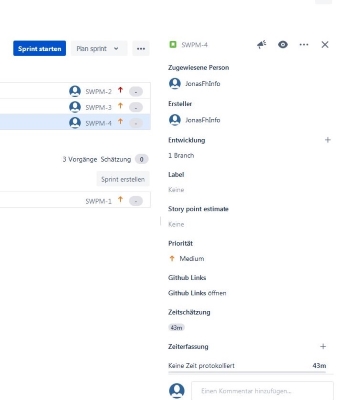 Sprint starten
Plan sprint
SWPM-2
-
SWPM-3
-
SWPM-4
-
3 Vorgänge Schätzung 0
Sprint erstellen
SWPM-1
-
SWPM-4
Zugewiesene Person
JonasFhInfo
Ersteller
JonasFhInfo
Entwicklung
1 Branch
Label
Keine
Story point estimate
Keine
Priorität
Medium
Github Links
Github Links öffnen
Zeitschätzung
43m
Zeiterfassung
Keine Zeit protokolliert 43m
Einen Kommentar hinzufügen...